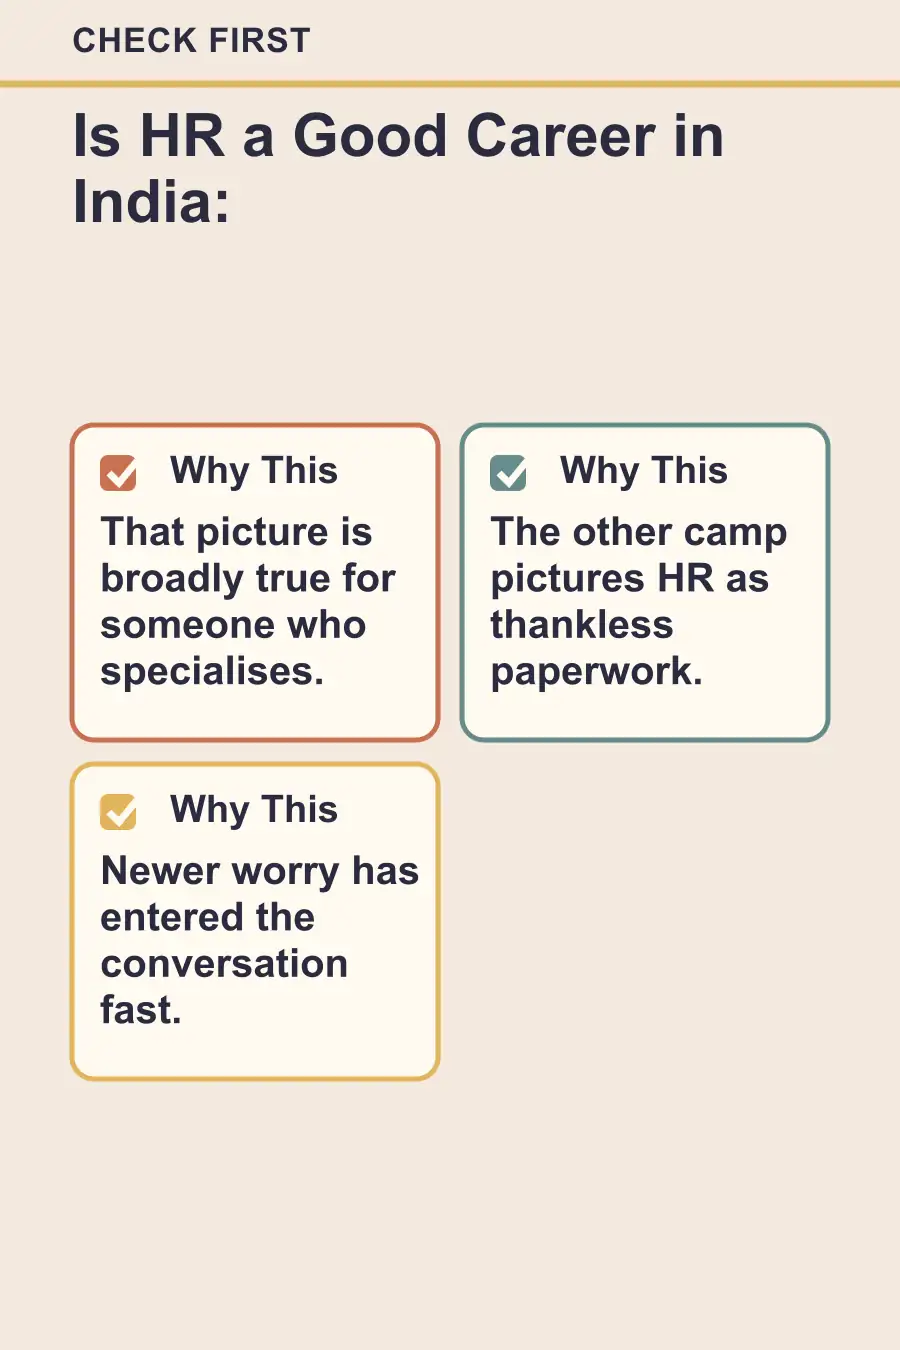 CHECK FIRST
Is HR a Good Career in
India:
Why This
That picture is
broadly true for
someone who
specialises.
Why This
The other camp
pictures HR as
thankless
paperwork.
Why This
Newer worry has
entered the
conversation
fast.